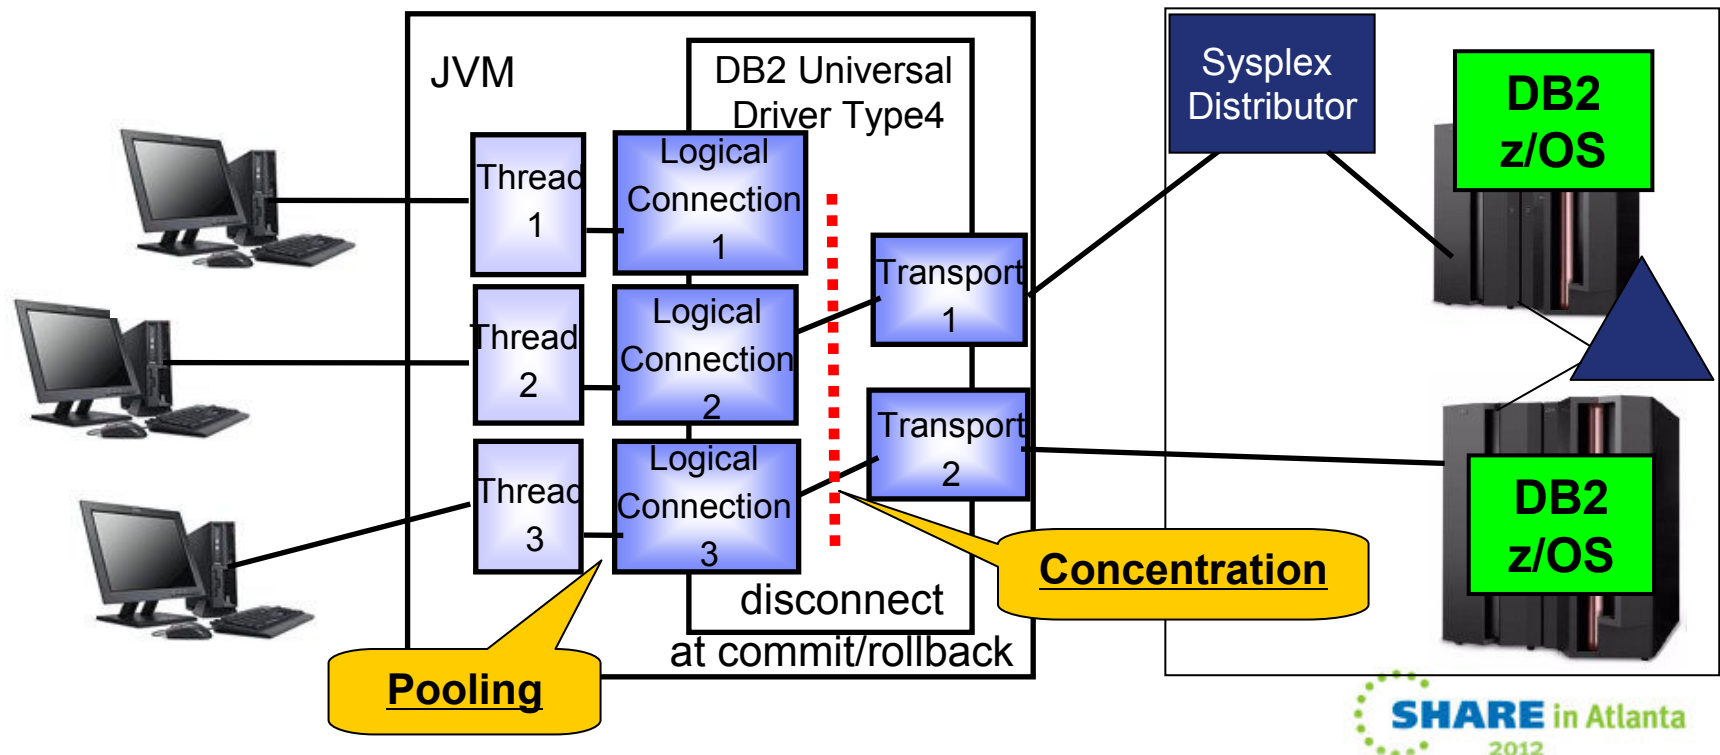 JVM
DB2 Universal
Driver Type4
Thread
1
Logical
Connection
1
Thread
2
Logical
Connection
2
Thread
3
Logical
Connection
3
Transport
1
Transport
2
disconnect
at commit/rollback
Pooling
Concentration
Sysplex
Distributor
DB2
z/OS
DB2
z/OS
SHARE in Atlanta
2012